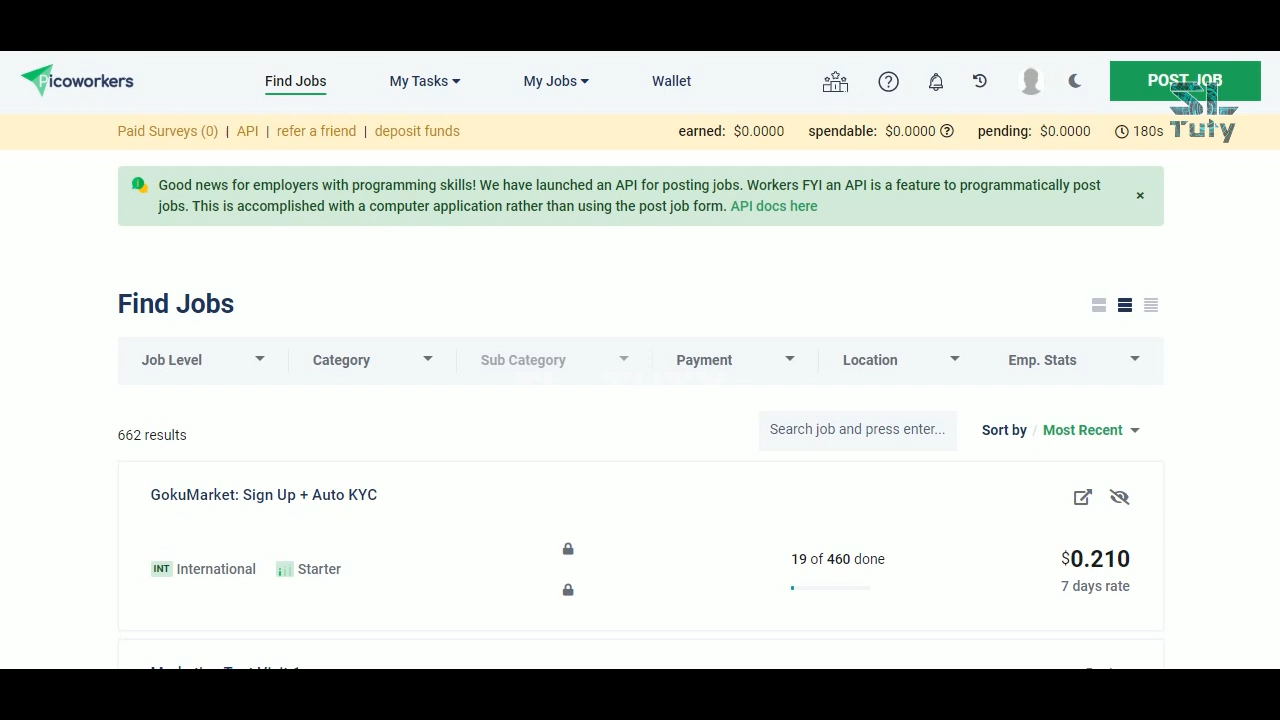 Picoworkers
Find Jobs My Tasks My Jobs Wallet POST JOB
SL
Tuty
Paid Surveys (0) | API | refer a friend | deposit funds earned: $0.0000 spendable: $0.0000 pending: $0.0000 180s
Good news for employers with programming skills! We have launched an API for posting jobs. Workers FYI an API is a feature to programmatically post
jobs. This is accomplished with a computer application rather than using the post job form. API docs here ×
Find Jobs
Job Level Category Sub Category Payment Location Emp. Stats
662 results Search job and press enter... Sort by / Most Recent
GokuMarket: Sign Up + Auto KYC
INT International Starter 19 of 460 done $0.210
7 days rate